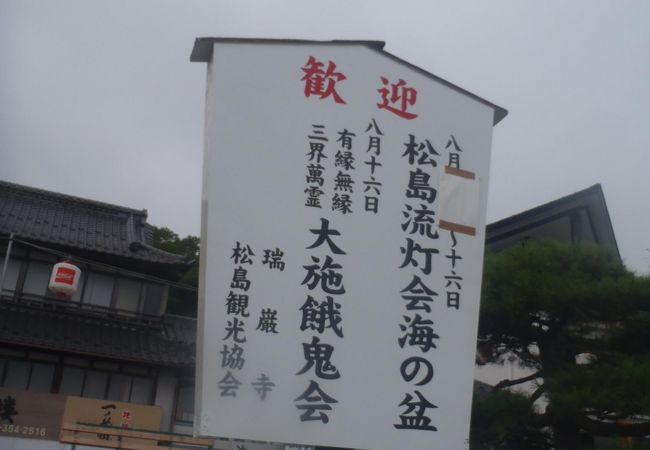 歓迎
八月
〜十六日
松島流灯会海の盆
八月十六日
有縁無縁
三界萬霊
大施餓鬼会
瑞巌寺
松島観光協会
354-2516